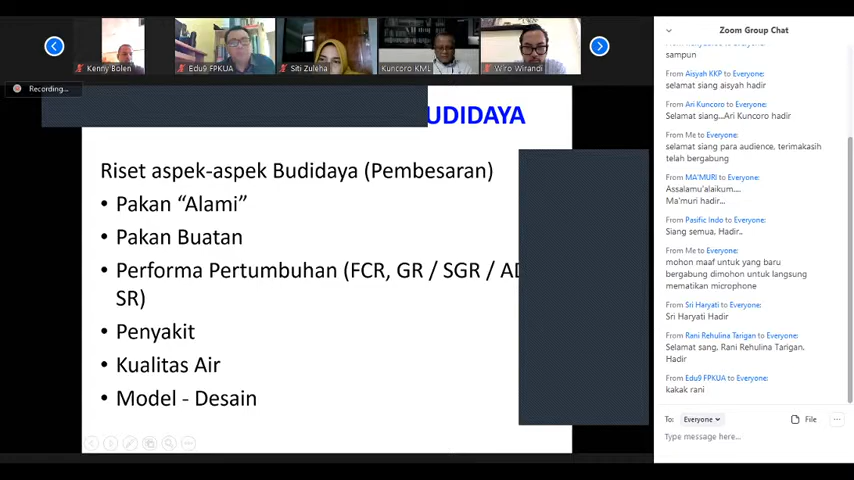 Kenny Bolen
Edu9 FPKUA
Siti Zuleha
Kuncoro KML
Wiro Wirandi
Recording...
UDIDAYA
Riset aspek-aspek Budidaya (Pembesaran)
• Pakan “Alami”
• Pakan Buatan
• Performa Pertumbuhan (FCR, GR / SGR / AD
SR)
• Penyakit
• Kualitas Air
• Model - Desain
Zoom Group Chat
sampun
From Aisyah KKP to Everyone:
selamat siang aisyah hadir
From Ari Kuncoro to Everyone:
Selamat siang...Ari Kuncoro hadir
From Me to Everyone:
selamat siang para audience, terimakasih
telah bergabung
From MA'MURI to Everyone:
Assalamu'alaikum....
Ma'muri hadir...
From Pasific Indo to Everyone:
Siang semua, Hadir..
From Me to Everyone:
mohon maaf untuk yang baru
bergabung dimohon untuk langsung
mematikan microphone
From Sri Haryati to Everyone:
Sri Haryati Hadir
From Rani Rehulina Tarigan to Everyone:
Selamat sang, Rani Rehulina Tarigan.
Hadir
From Edu9 FPKUA to Everyone:
kakak rani
To: Everyone
File
Type message here...